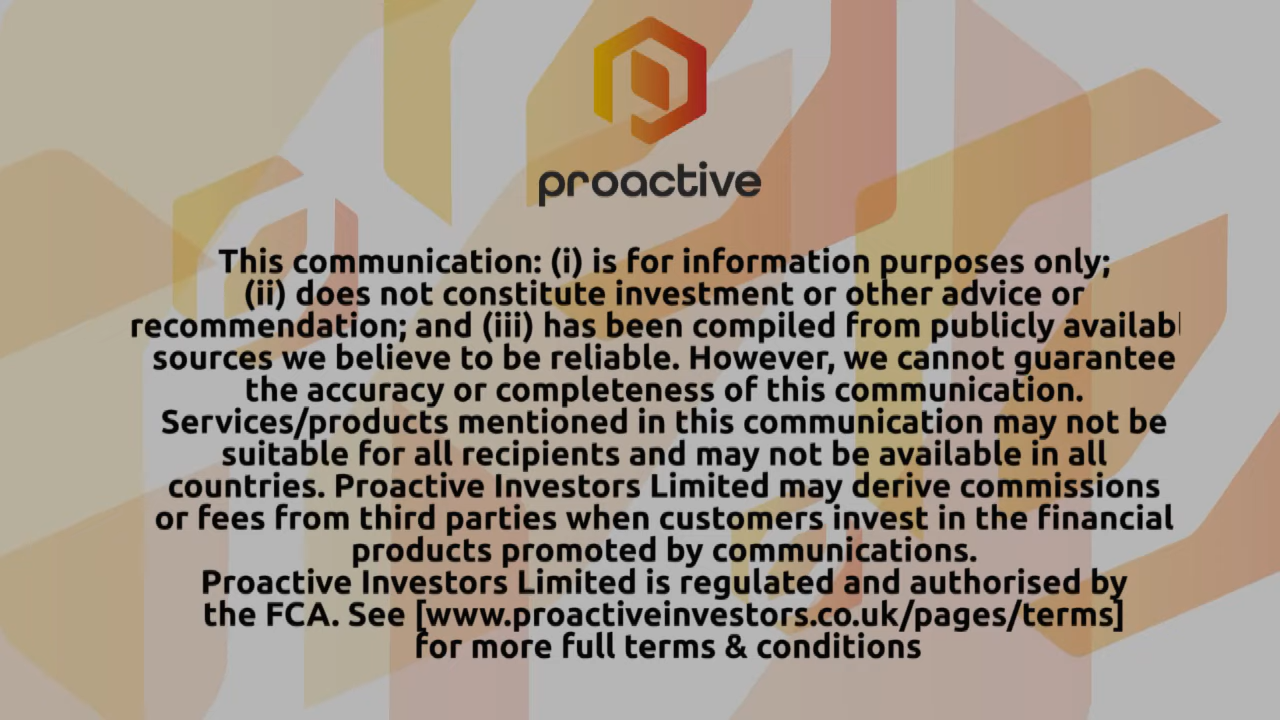 proactive
This communication: (i) is for information purposes only;
(ii) does not constitute investment or other advice or
recommendation; and (iii) has been compiled from publicly availabl
sources we believe to be reliable. However, we cannot guarantee
the accuracy or completeness of this communication.
Services/products mentioned in this communication may not be
suitable for all recipients and may not be available in all
countries. Proactive Investors Limited may derive commissions
or fees from third parties when customers invest in the financial
products promoted by communications.
Proactive Investors Limited is regulated and authorised by
the FCA. See [www.proactiveinvestors.co.uk/pages/terms]
for more full terms & conditions